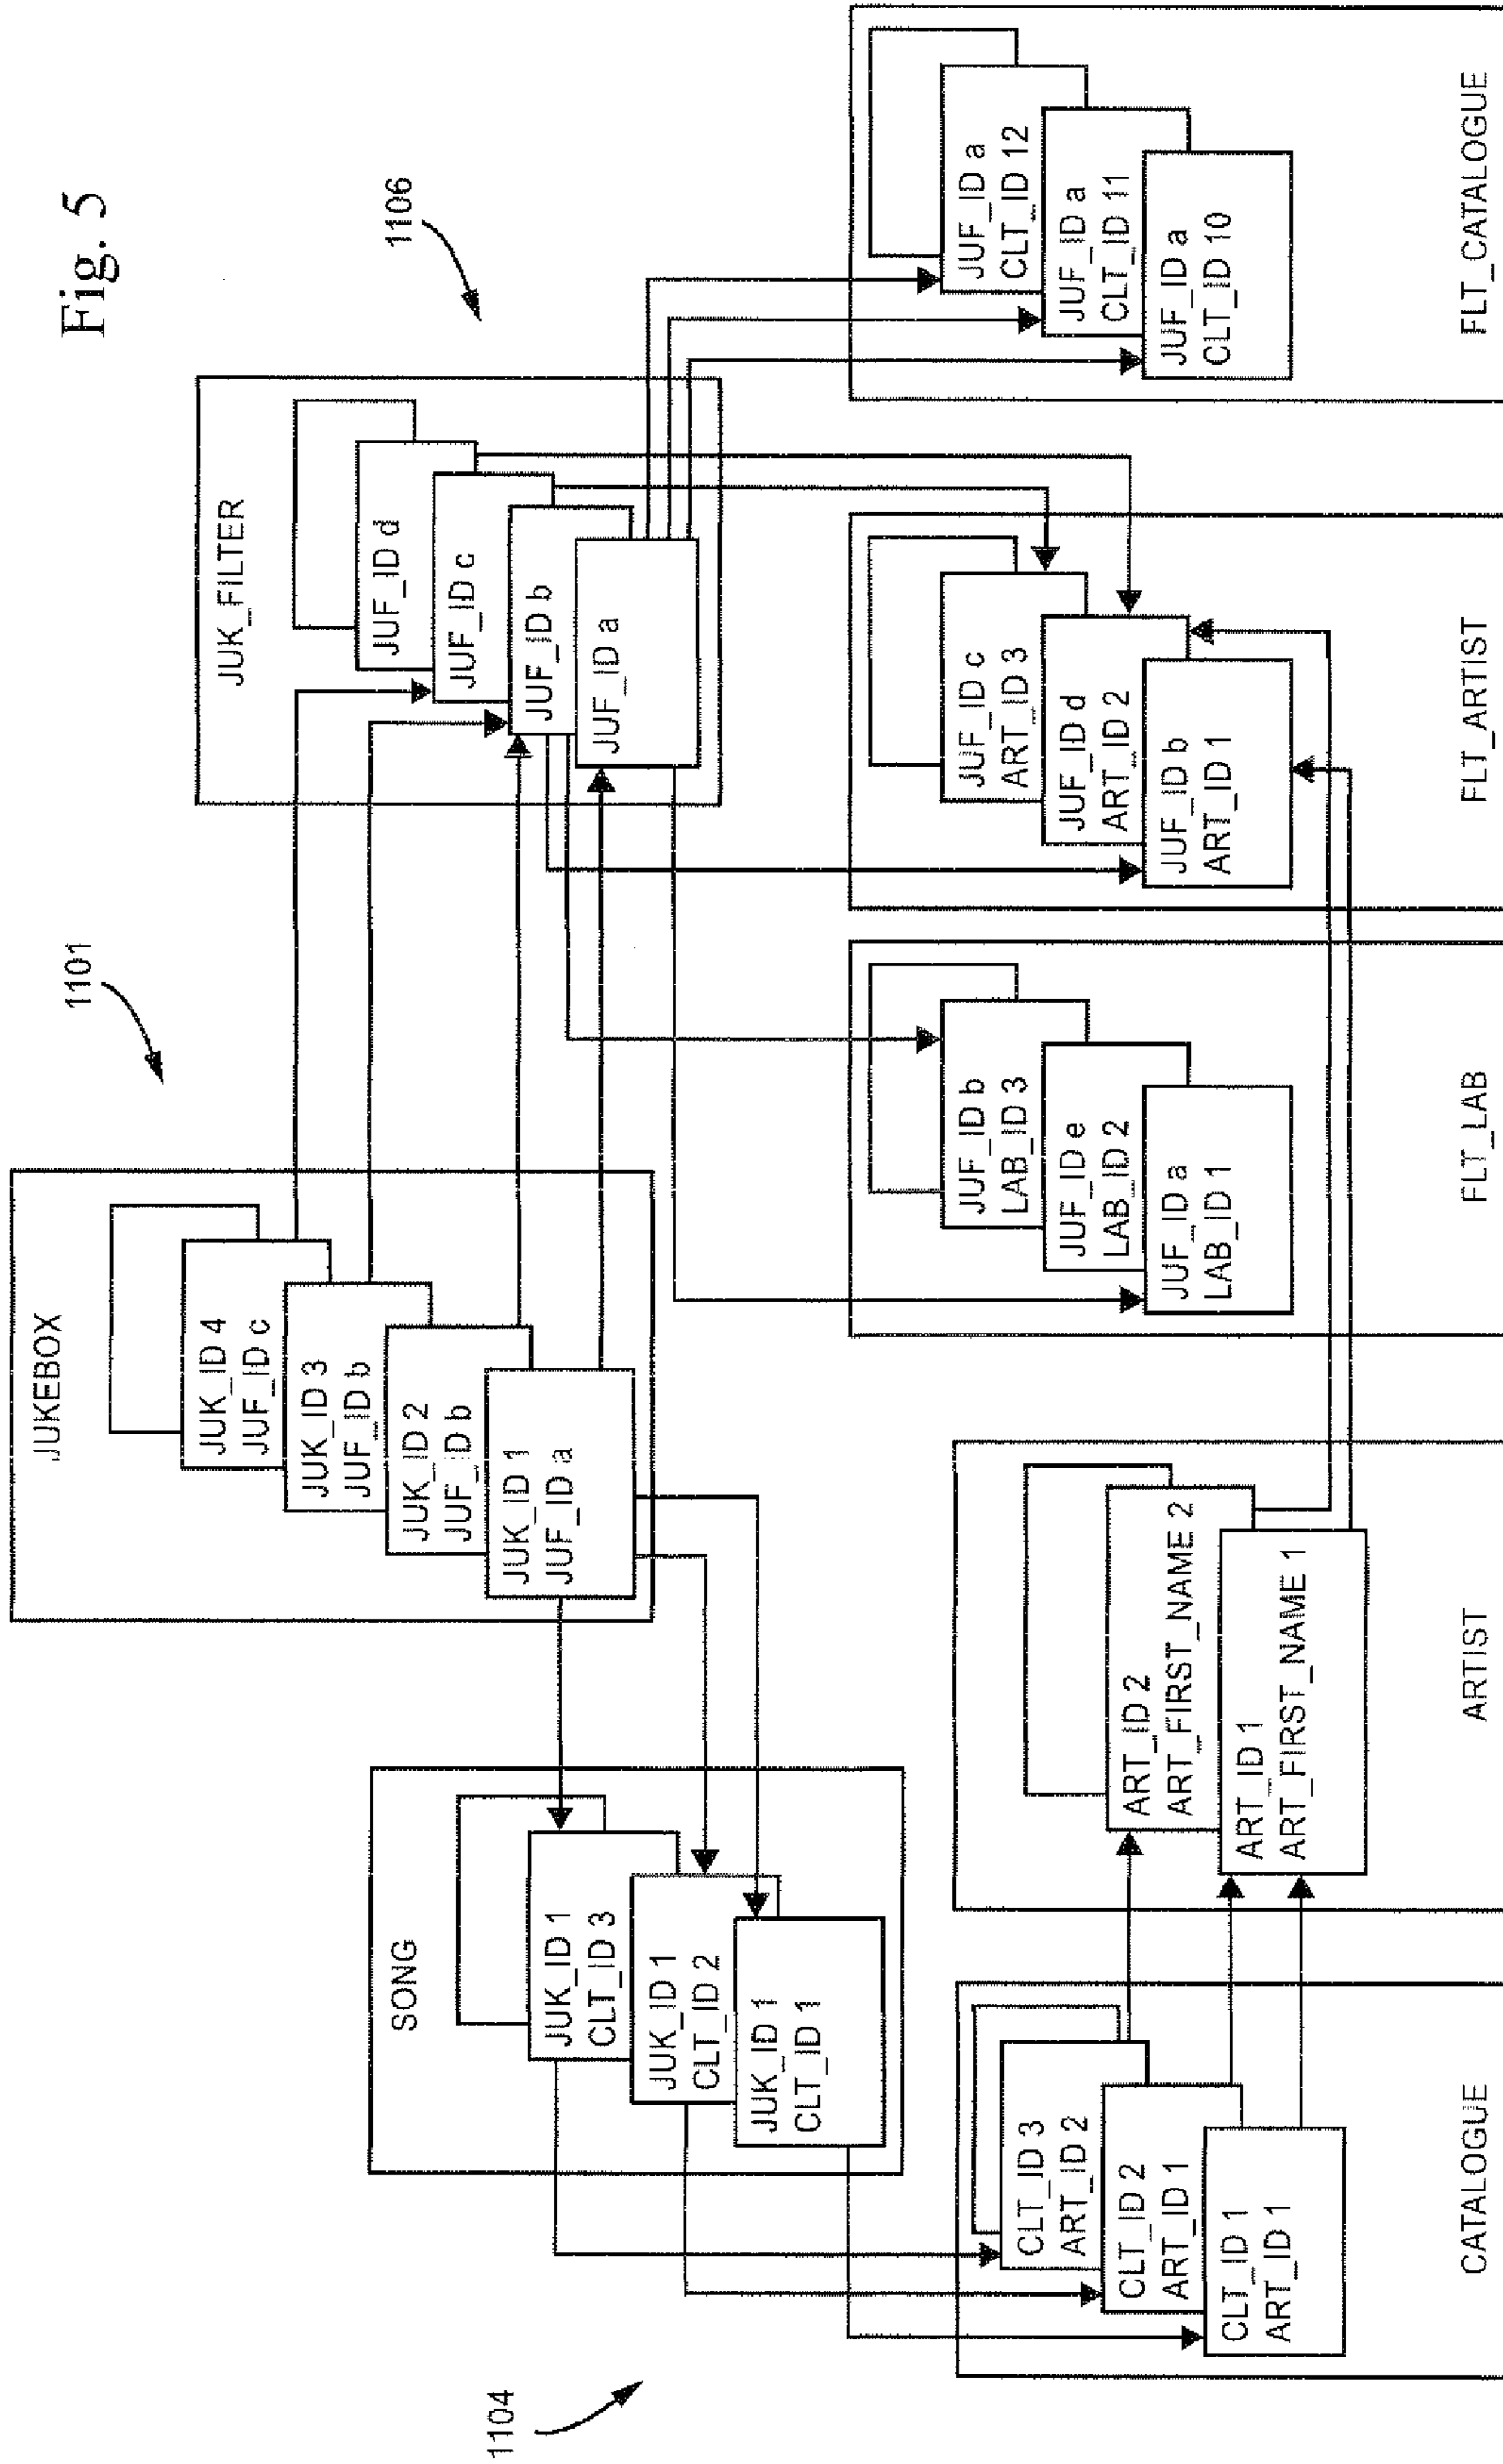 Fig. 5
1101
1106
1104
JUKEBOX
JUK_ID 4
JUF_ID c
JUK_ID 3
JUF_ID b
JUK_ID 2
JUF_ID b
JUK_ID 1
JUF_ID a
JUK_FILTER
JUF_ID d
JUF_ID c
JUF_ID b
JUF_ID a
SONG
JUK_ID 1
CLT_ID 3
JUK_ID 1
CLT_ID 2
JUK_ID 1
CLT_ID 1
CLT_ID 3
ART_ID 2
CLT_ID 2
ART_ID 1
CLT_ID 1
ART_ID 1
CATALOGUE
ART_ID 2
ART_FIRST_NAME 2
ART_ID 1
ART_FIRST_NAME 1
ARTIST
JUF_ID b
LAB_ID 3
JUF_ID e
LAB_ID 2
JUF_ID a
LAB_ID 1
FLT_LAB
JUF_ID c
ART_ID 3
JUF_ID d
ART_ID 2
JUF_ID b
ART_ID 1
FLT_ARTIST
JUF_ID a
CLT_ID 12
JUF_ID a
CLT_ID 11
JUF_ID a
CLT_ID 10
FLT_CATALOGUE